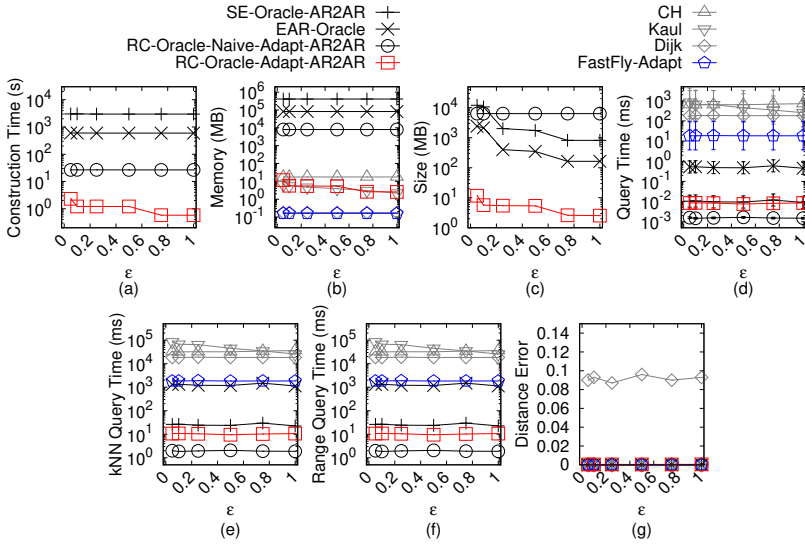 SE-Oracle-AR2AR
EAR-Oracle
RC-Oracle-Naive-Adapt-AR2AR
RC-Oracle-Adapt-AR2AR
CH
Kaul
Dijk
FastFly-Adapt
Construction Time (s)
10^4
10^3
10^2
10^1
10^0
0 0.2 0.4 0.6 0.8 1
ε
(a)
Memory (MB)
10^6
10^5
10^4
10^3
10^2
10^1
10^0
10^-1
0 0.2 0.4 0.6 0.8 1
ε
(b)
Size (MB)
10^4
10^3
10^2
10^1
10^0
0 0.2 0.4 0.6 0.8 1
ε
(c)
Query Time (ms)
10^3
10^2
10^1
10^0
10^-1
10^-2
10^-3
0 0.2 0.4 0.6 0.8 1
ε
(d)
kNN Query Time (ms)
10^5
10^4
10^3
10^2
10^1
10^0
0 0.2 0.4 0.6 0.8 1
ε
(e)
Range Query Time (ms)
10^5
10^4
10^3
10^2
10^1
10^0
0 0.2 0.4 0.6 0.8 1
ε
(f)
Distance Error
0.14
0.12
0.1
0.08
0.06
0.04
0.02
0
0 0.2 0.4 0.6 0.8 1
ε
(g)